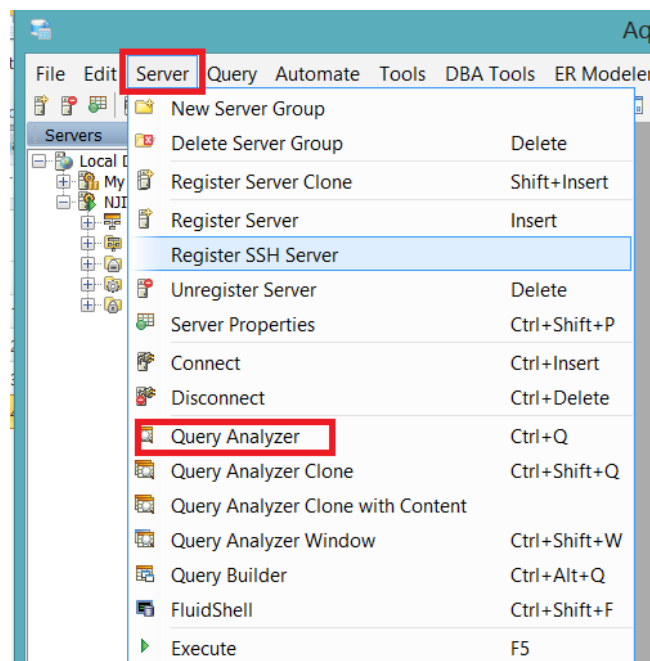 Aq
File Edit Server Query Automate Tools DBA Tools ER Modeler
Servers
Local D
My
NJI
New Server Group
Delete Server Group Delete
Register Server Clone Shift+Insert
Register Server Insert
Register SSH Server
Unregister Server Delete
Server Properties Ctrl+Shift+P
Connect Ctrl+Insert
Disconnect Ctrl+Delete
Query Analyzer Ctrl+Q
Query Analyzer Clone Ctrl+Shift+Q
Query Analyzer Clone with Content
Query Analyzer Window Ctrl+Shift+W
Query Builder Ctrl+Alt+Q
FluidShell Ctrl+Shift+F
Execute F5